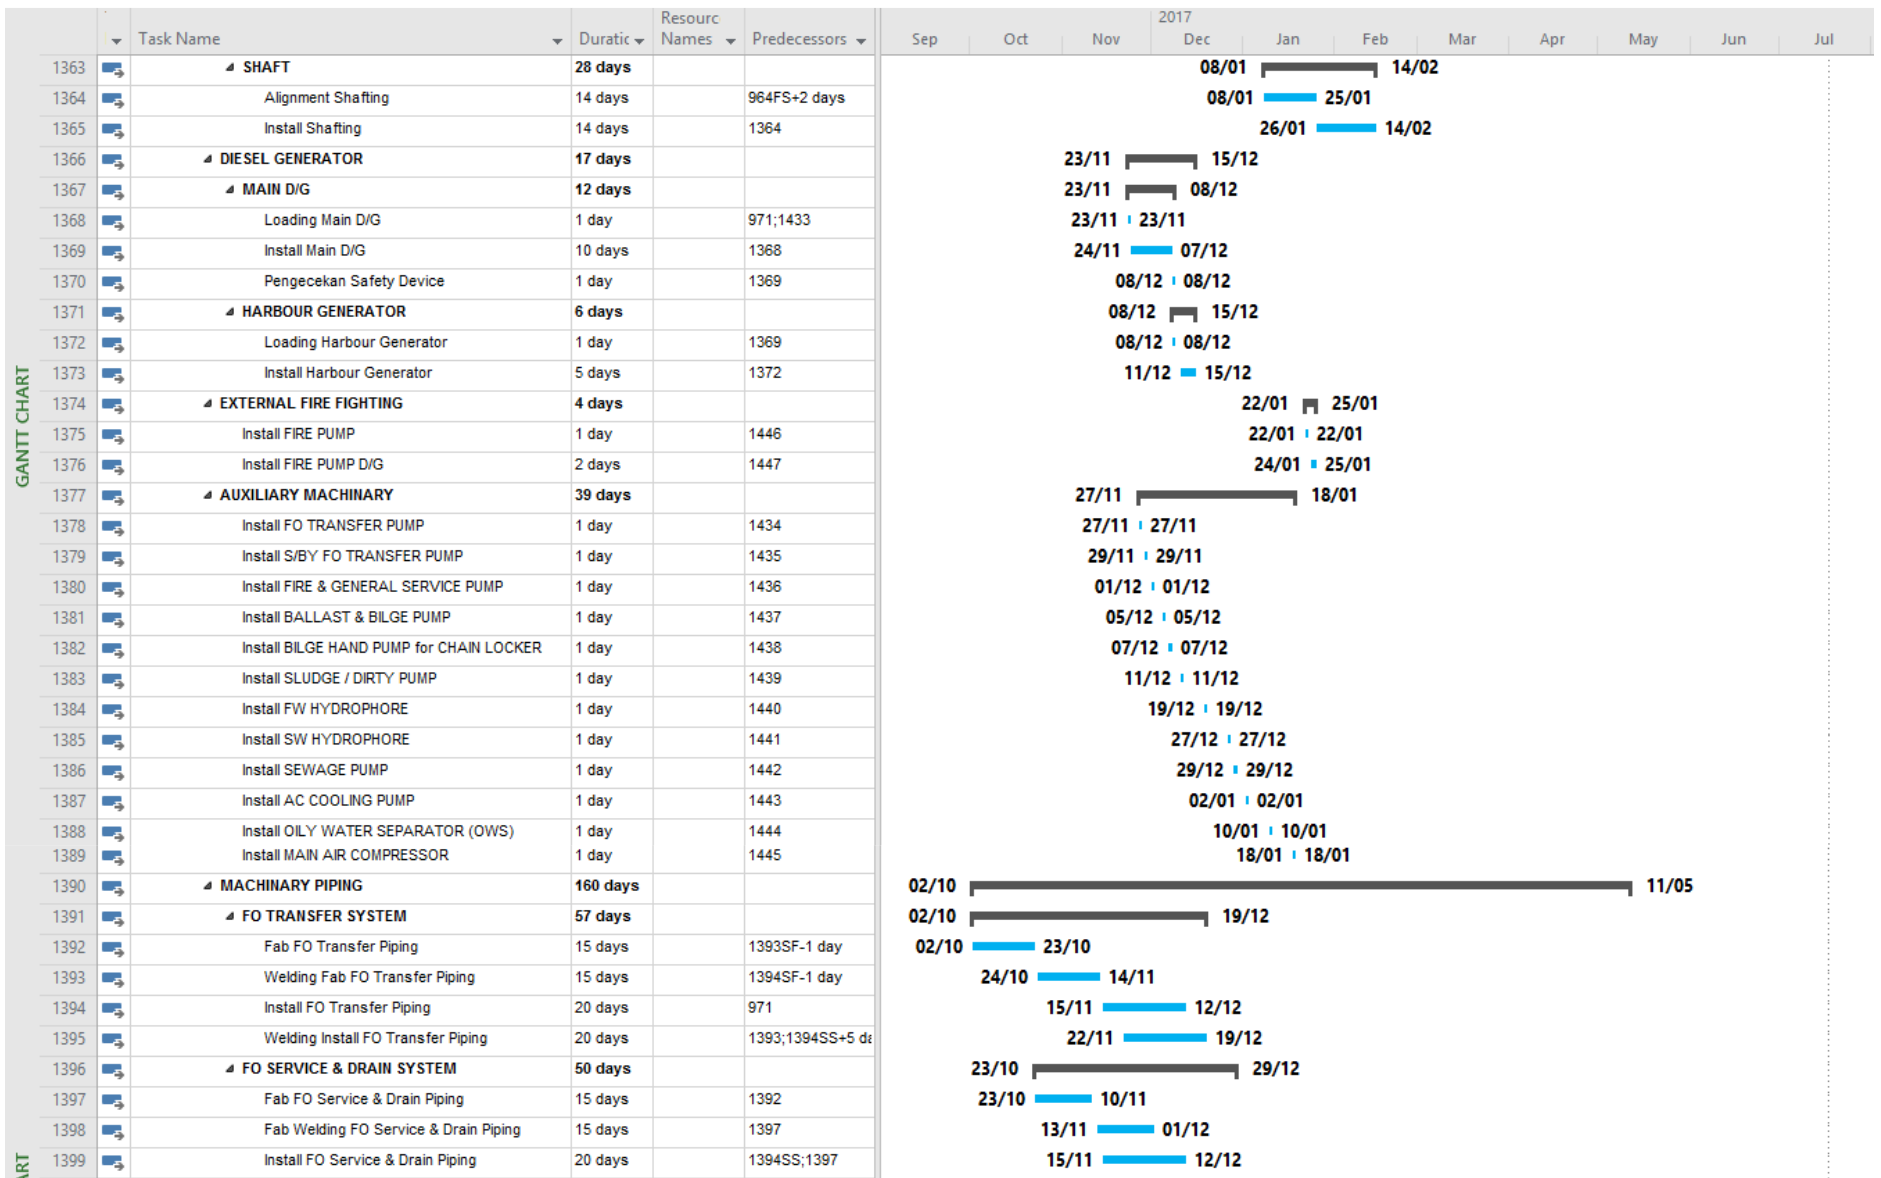 Resourc 2017
Task Name Duratic Names Predecessors Sep Oct Nov Dec Jan Feb Mar Apr May Jun Jul
1363 SHAFT 28 days 08/01 14/02
1364 Alignment Shafting 14 days 964FS+2 days 08/01 25/01
1365 Install Shafting 14 days 1364 26/01 14/02
1366 DIESEL GENERATOR 17 days 23/11 15/12
1367 MAIN D/G 12 days 23/11 08/12
1368 Loading Main D/G 1 day 971;1433 23/11 23/11
1369 Install Main D/G 10 days 1368 24/11 07/12
1370 Pengecekan Safety Device 1 day 1369 08/12 08/12
1371 HARBOUR GENERATOR 6 days 08/12 15/12
1372 Loading Harbour Generator 1 day 1369 08/12 08/12
1373 Install Harbour Generator 5 days 1372 11/12 15/12
1374 EXTERNAL FIRE FIGHTING 4 days 22/01 25/01
1375 Install FIRE PUMP 1 day 1446 22/01 22/01
1376 Install FIRE PUMP D/G 2 days 1447 24/01 25/01
1377 AUXILIARY MACHINARY 39 days 27/11 18/01
1378 Install FO TRANSFER PUMP 1 day 1434 27/11 27/11
1379 Install S/BY FO TRANSFER PUMP 1 day 1435 29/11 29/11
1380 Install FIRE & GENERAL SERVICE PUMP 1 day 1436 01/12 01/12
1381 Install BALLAST & BILGE PUMP 1 day 1437 05/12 05/12
1382 Install BILGE HAND PUMP for CHAIN LOCKER 1 day 1438 07/12 07/12
1383 Install SLUDGE / DIRTY PUMP 1 day 1439 11/12 11/12
1384 Install FW HYDROPHORE 1 day 1440 19/12 19/12
1385 Install SW HYDROPHORE 1 day 1441 27/12 27/12
1386 Install SEWAGE PUMP 1 day 1442 29/12 29/12
1387 Install AC COOLING PUMP 1 day 1443 02/01 02/01
1388 Install OILY WATER SEPARATOR (OWS) 1 day 1444 10/01 10/01
1389 Install MAIN AIR COMPRESSOR 1 day 1445 18/01 18/01
1390 MACHINARY PIPING 160 days 02/10 11/05
1391 FO TRANSFER SYSTEM 57 days 02/10 19/12
1392 Fab FO Transfer Piping 15 days 1393SF-1 day 02/10 23/10
1393 Welding Fab FO Transfer Piping 15 days 1394SF-1 day 24/10 14/11
1394 Install FO Transfer Piping 20 days 971 15/11 12/12
1395 Welding Install FO Transfer Piping 20 days 1393;1394SS+5 da 22/11 19/12
1396 FO SERVICE & DRAIN SYSTEM 50 days 23/10 29/12
1397 Fab FO Service & Drain Piping 15 days 1392 23/10 10/11
1398 Fab Welding FO Service & Drain Piping 15 days 1397 13/11 01/12
1399 Install FO Service & Drain Piping 20 days 1394SS;1397 15/11 12/12
GANTT CHART
ART